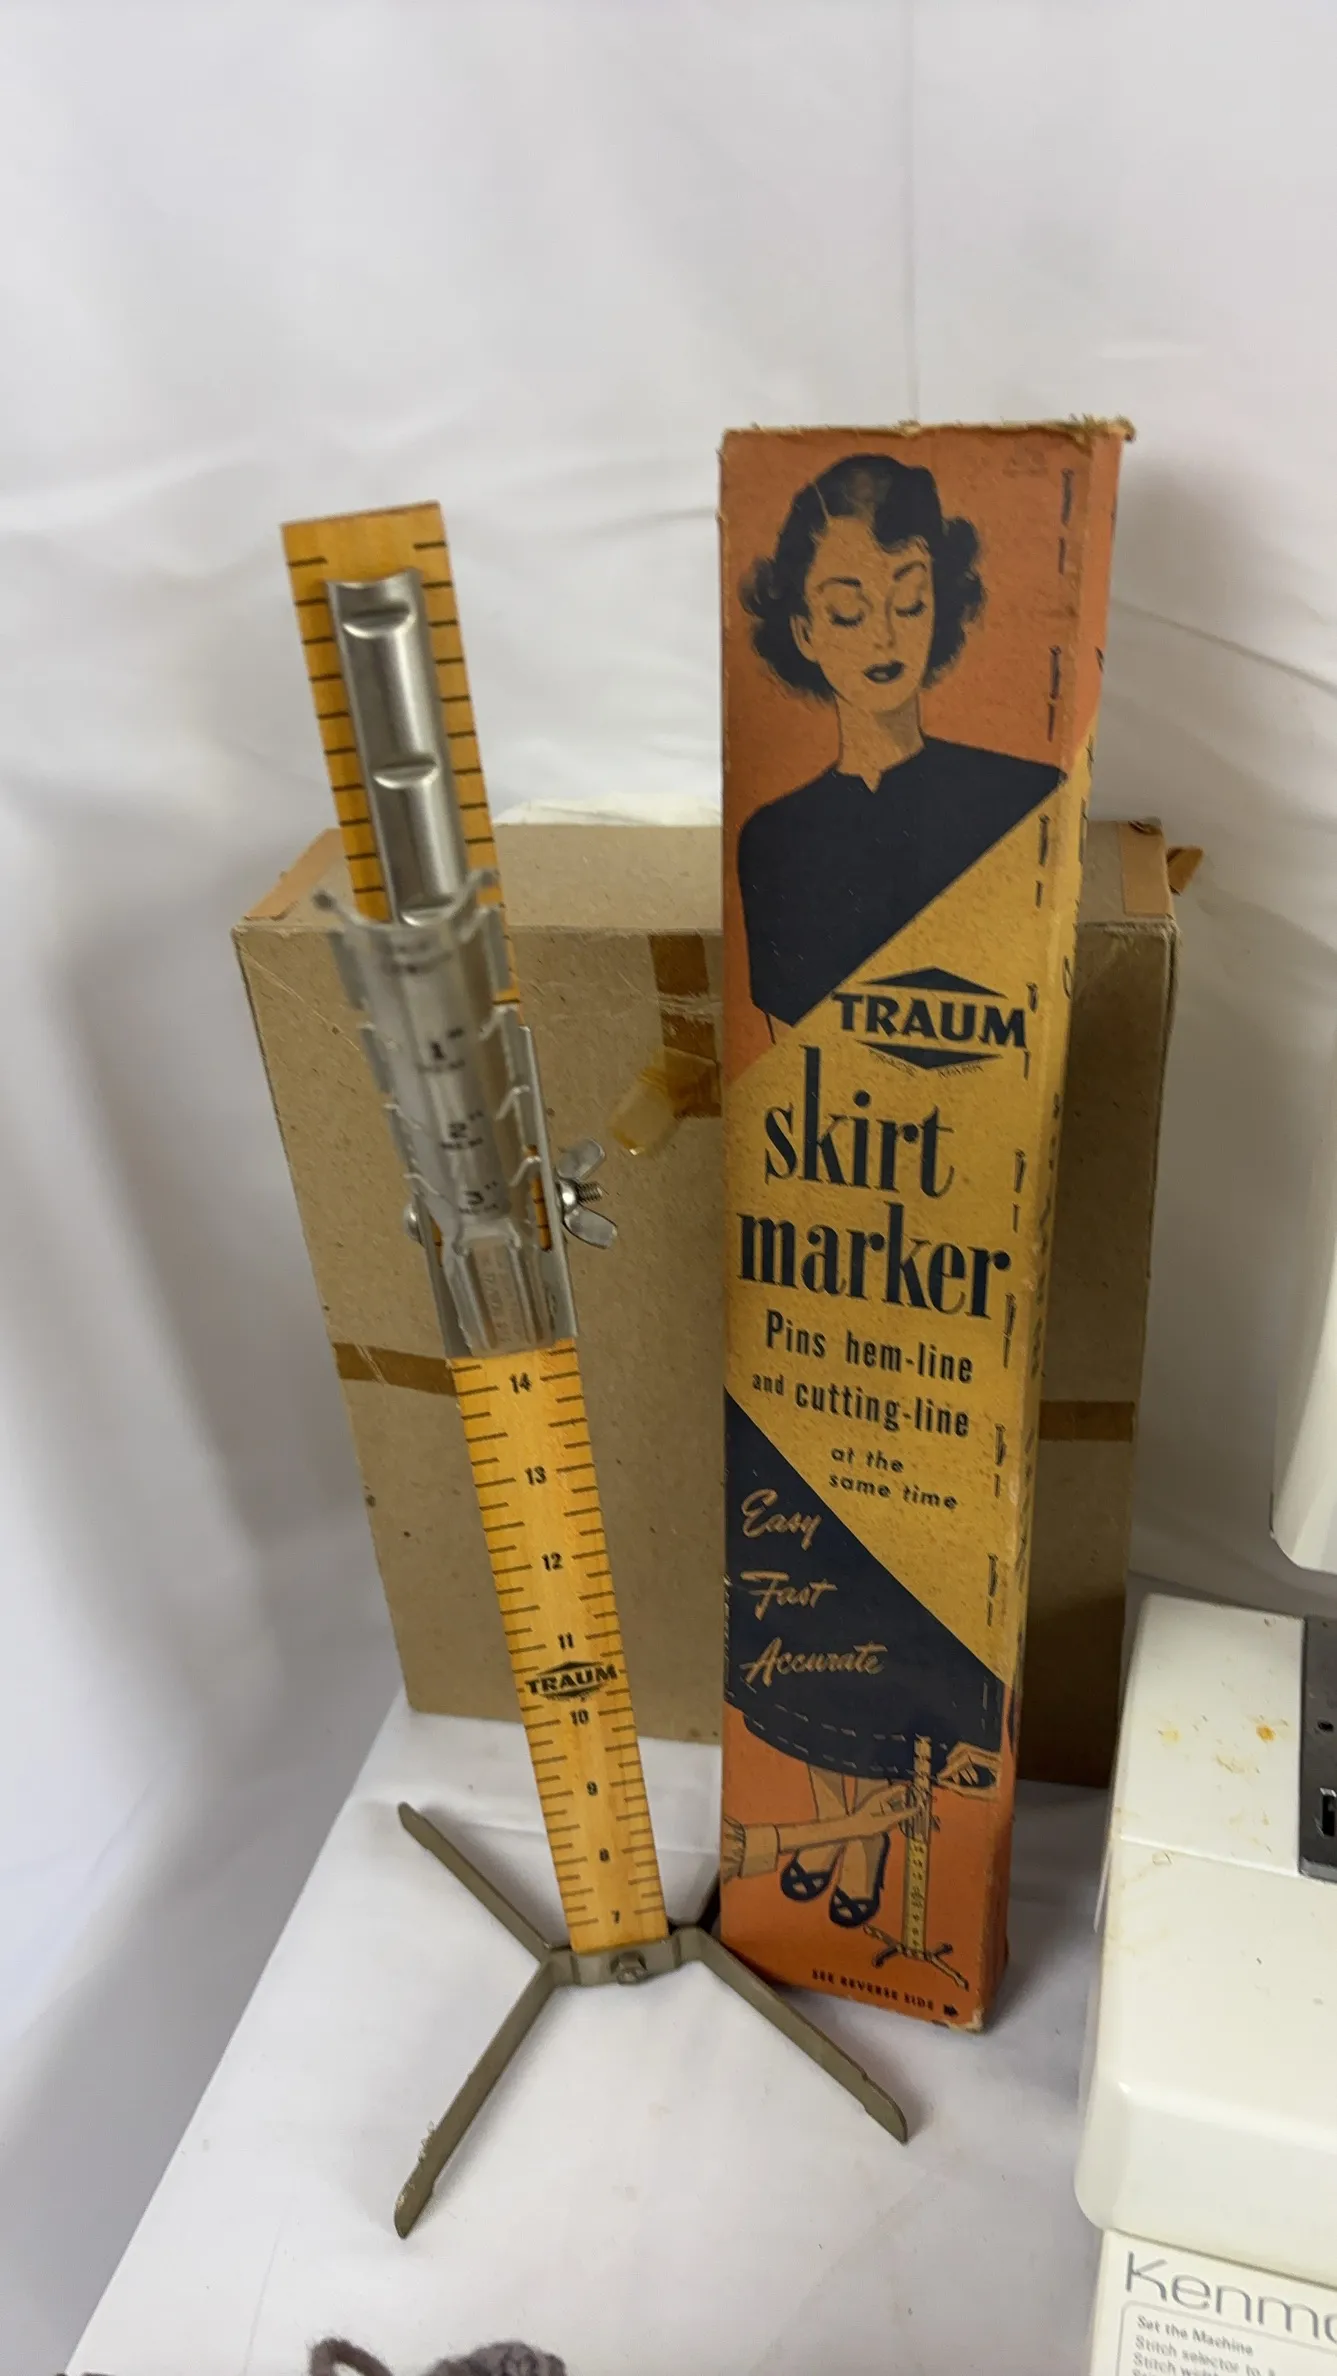 1"
2"
3"
14
13
12
11
TRAUM
10
9
8
7
TRAUM
TRADE MARK
skirt
marker
Pins hem-line
and cutting-line
at the
same time
Easy
Fast
Accurate
SEE REVERSE SIDE
Kenmo
Set the Machine
Stitch selector to
Stitch